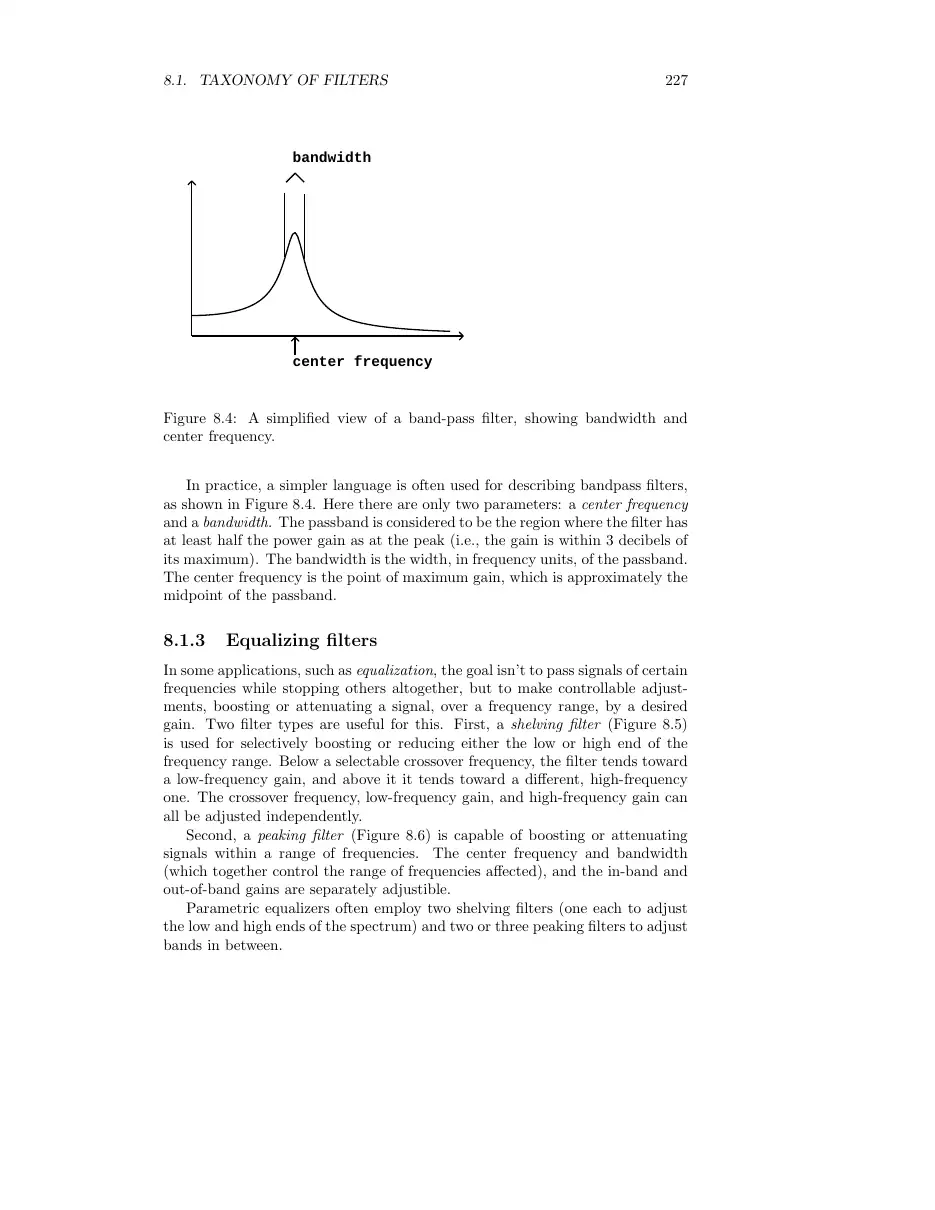 8.1. TAXONOMY OF FILTERS 227
bandwidth
center frequency
Figure 8.4: A simplified view of a band-pass filter, showing bandwidth and
center frequency.
In practice, a simpler language is often used for describing bandpass filters,
as shown in Figure 8.4. Here there are only two parameters: a center frequency
and a bandwidth. The passband is considered to be the region where the filter has
at least half the power gain as at the peak (i.e., the gain is within 3 decibels of
its maximum). The bandwidth is the width, in frequency units, of the passband.
The center frequency is the point of maximum gain, which is approximately the
midpoint of the passband.
8.1.3 Equalizing filters
In some applications, such as equalization, the goal isn't to pass signals of certain
frequencies while stopping others altogether, but to make controllable adjust-
ments, boosting or attenuating a signal, over a frequency range, by a desired
gain. Two filter types are useful for this. First, a shelving filter (Figure 8.5)
is used for selectively boosting or reducing either the low or high end of the
frequency range. Below a selectable crossover frequency, the filter tends toward
a low-frequency gain, and above it it tends toward a different, high-frequency
one. The crossover frequency, low-frequency gain, and high-frequency gain can
all be adjusted independently.
Second, a peaking filter (Figure 8.6) is capable of boosting or attenuating
signals within a range of frequencies. The center frequency and bandwidth
(which together control the range of frequencies affected), and the in-band and
out-of-band gains are separately adjustible.
Parametric equalizers often employ two shelving filters (one each to adjust
the low and high ends of the spectrum) and two or three peaking filters to adjust
bands in between.